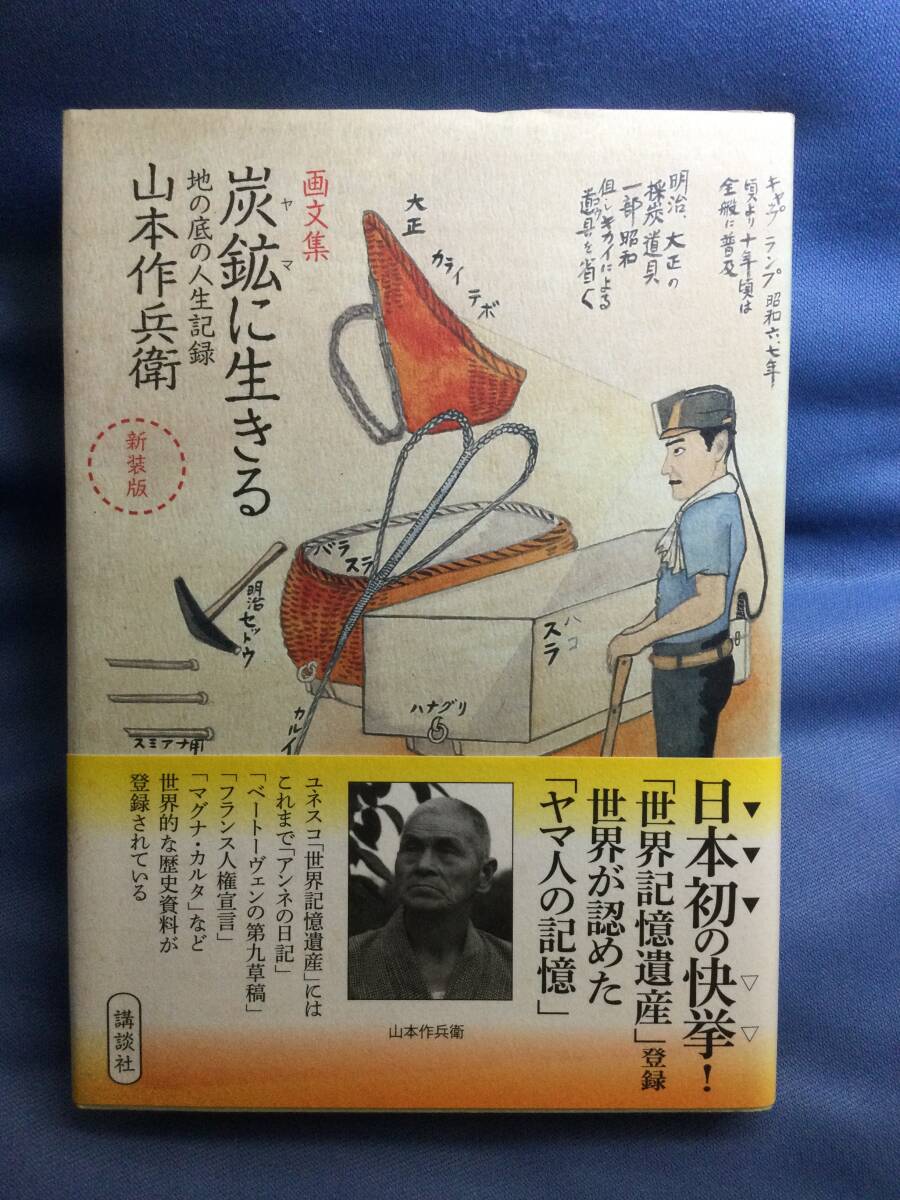 キャップランプ 昭和六、七年
頃より十年頃は
全般に普及
明治、大正の
採炭道具
一部昭和
但しキカイによる
道具を省く
画文集
炭鉱に生きる
ヤマ
地の底の人生記録
山本作兵衛
新装版
大正
カライテボ
バラ
スラ
明治セットウ
ハコ
スラ
ハナグリ
カルイ
スミアナ用
日本初の快挙!
「世界記憶遺産」登録
世界が認めた
「ヤマ人の記憶」
山本作兵衛
ユネスコ「世界記憶遺産」には
これまで「アンネの日記」
「ベートーヴェンの第九草稿」
「フランス人権宣言」
「マグナ・カルタ」など
世界的な歴史資料が
登録されている
講談社